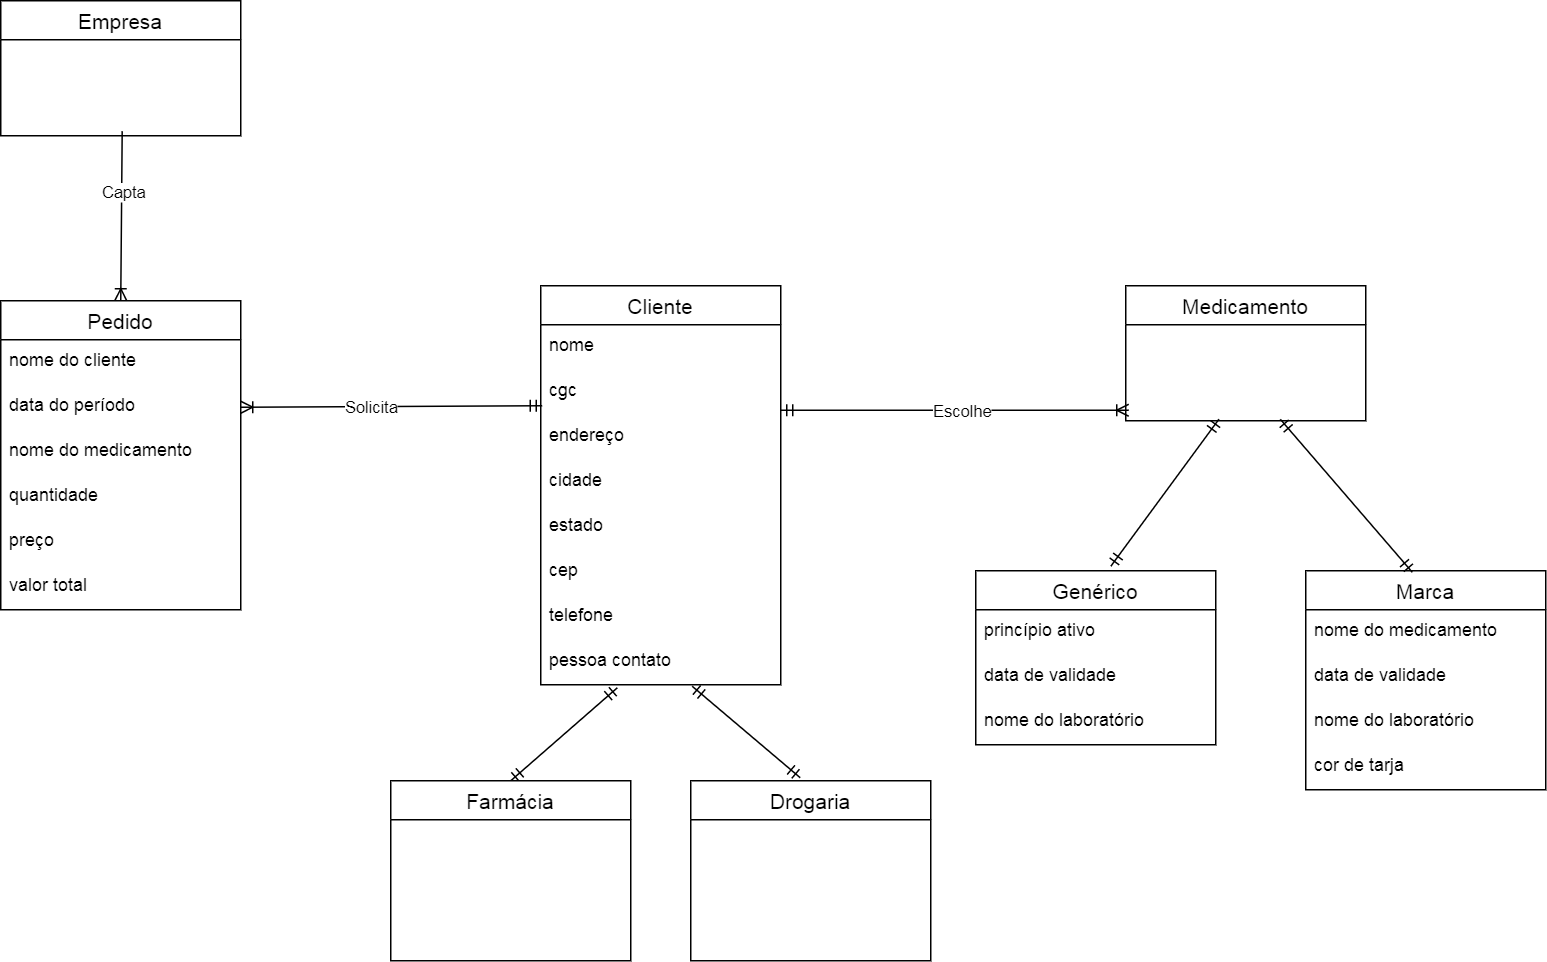 Empresa
Capta
Pedido
nome do cliente
data do período
nome do medicamento
quantidade
preço
valor total
Solicita
Cliente
nome
cgc
endereço
cidade
estado
cep
telefone
pessoa contato
Escolhe
Medicamento
Farmácia
Drogaria
Genérico
princípio ativo
data de validade
nome do laboratório
Marca
nome do medicamento
data de validade
nome do laboratório
cor de tarja